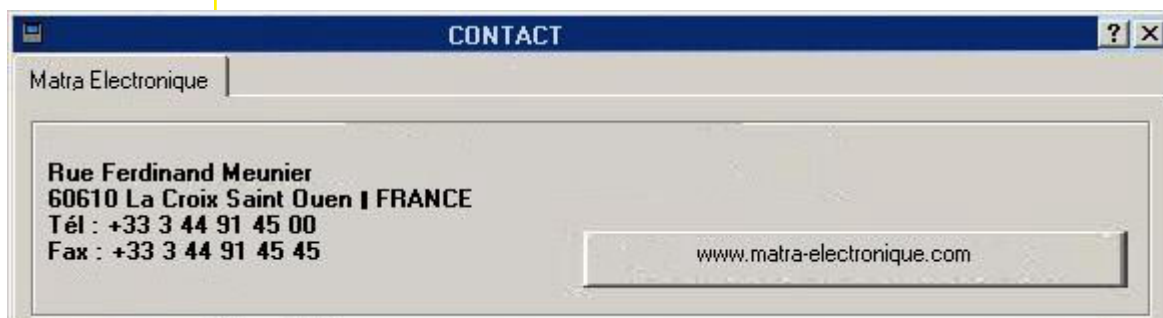 CONTACT
Matra Electronique
Rue Ferdinand Meunier
60610 La Croix Saint Ouen | FRANCE
Tél : +33 3 44 91 45 00
Fax : +33 3 44 91 45 45
www.matra-electronique.com